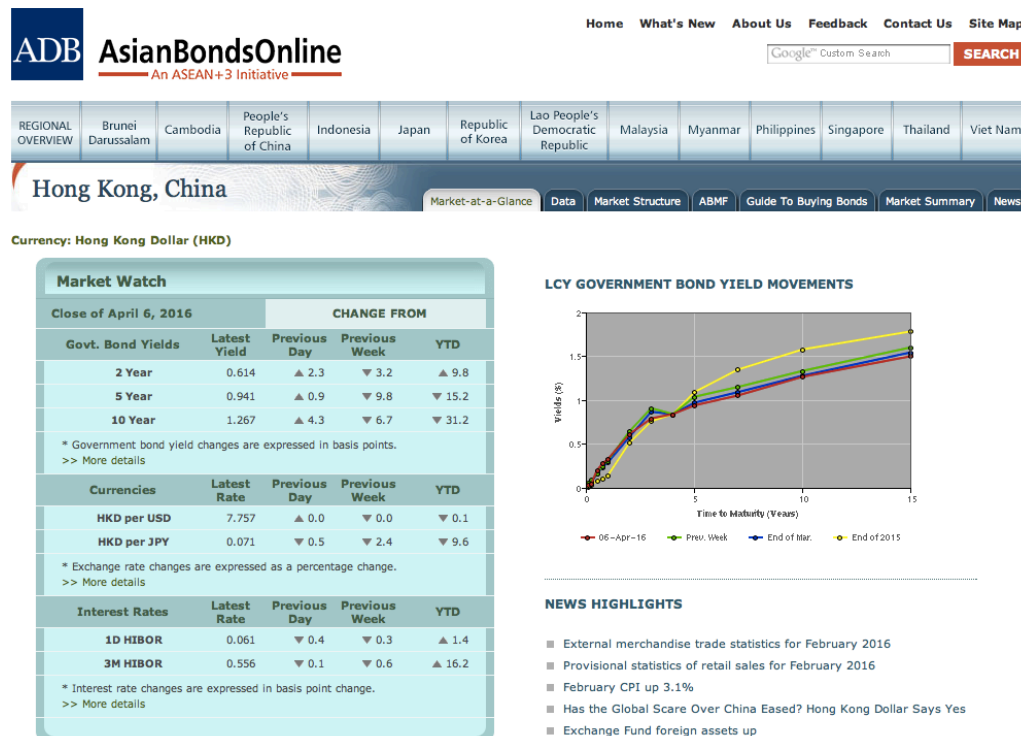 Home What's New About Us Feedback Contact Us Site Map
ADB
AsianBondsOnline
An ASEAN+3 Initiative
Google™ Custom Search SEARCH
REGIONAL OVERVIEW
Brunei Darussalam
Cambodia
People's Republic of China
Indonesia
Japan
Republic of Korea
Lao People's Democratic Republic
Malaysia
Myanmar
Philippines
Singapore
Thailand
Viet Nam
Hong Kong, China
Market-at-a-Glance Data Market Structure ABMF Guide To Buying Bonds Market Summary News
Currency: Hong Kong Dollar (HKD)
Market Watch
Close of April 6, 2016 CHANGE FROM
Govt. Bond Yields Latest Yield Previous Day Previous Week YTD
2 Year 0.614 ▲ 2.3 ▼ 3.2 ▲ 9.8
5 Year 0.941 ▲ 0.9 ▼ 9.8 ▼ 15.2
10 Year 1.267 ▲ 4.3 ▼ 6.7 ▼ 31.2
* Government bond yield changes are expressed in basis points.
>> More details
Currencies Latest Rate Previous Day Previous Week YTD
HKD per USD 7.757 ▲ 0.0 ▼ 0.0 ▼ 0.1
HKD per JPY 0.071 ▼ 0.5 ▼ 2.4 ▼ 9.6
* Exchange rate changes are expressed as a percentage change.
>> More details
Interest Rates Latest Rate Previous Day Previous Week YTD
1D HIBOR 0.061 ▼ 0.4 ▼ 0.3 ▲ 1.4
3M HIBOR 0.556 ▼ 0.1 ▼ 0.6 ▲ 16.2
* Interest rate changes are expressed in basis point change.
>> More details
LCY GOVERNMENT BOND YIELD MOVEMENTS
2
1.5
1
0.5
0
Yields (%)
0 5 10 15
Time to Maturity (Years)
06-Apr-16 Prev. Week End of Mar. End of 2015
NEWS HIGHLIGHTS
External merchandise trade statistics for February 2016
Provisional statistics of retail sales for February 2016
February CPI up 3.1%
Has the Global Scare Over China Eased? Hong Kong Dollar Says Yes
Exchange Fund foreign assets up